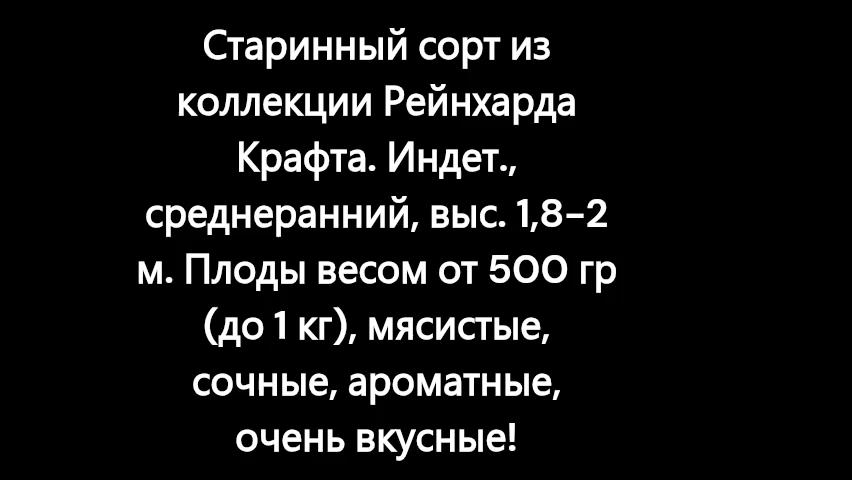 Старинный сорт из
коллекции Рейнхарда
Крафта. Индет.,
среднеранний, выс. 1,8-2
м. Плоды весом от 500 гр
(до 1 кг), мясистые,
сочные, ароматные,
очень вкусные!